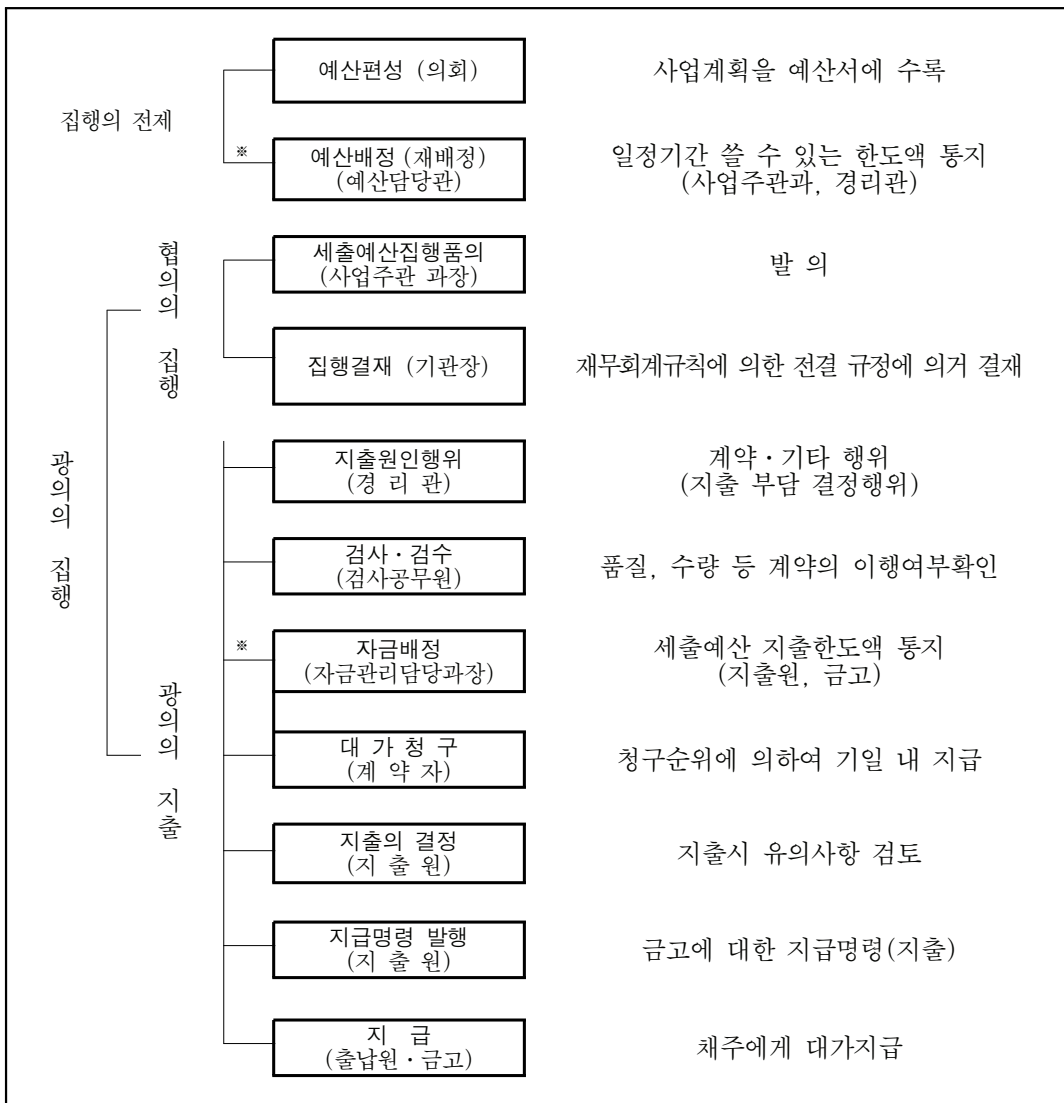 예산편성 (의회)
사업계획을 예산서에 수록
집행의 전제
※
예산배정 (재배정)
(예산담당관)
일정기간 쓸 수 있는 한도액 통지
(사업주관과, 경리관)
협의의 집행
세출예산집행품의
(사업주관 과장)
발 의
집행결재 (기관장)
재무회계규칙에 의한 전결 규정에 의거 결재
광의의 집행
지출원인행위
(경 리 관)
계약・기타 행위
(지출 부담 결정행위)
검사・검수
(검사공무원)
품질, 수량 등 계약의 이행여부확인
※
자금배정
(자금관리담당과장)
세출예산 지출한도액 통지
(지출원, 금고)
광의의 지출
대 가 청 구
(계 약 자)
청구순위에 의하여 기일 내 지급
지출의 결정
(지 출 원)
지출시 유의사항 검토
지급명령 발행
(지 출 원)
금고에 대한 지급명령(지출)
지 급
(출납원・금고)
채주에게 대가지급